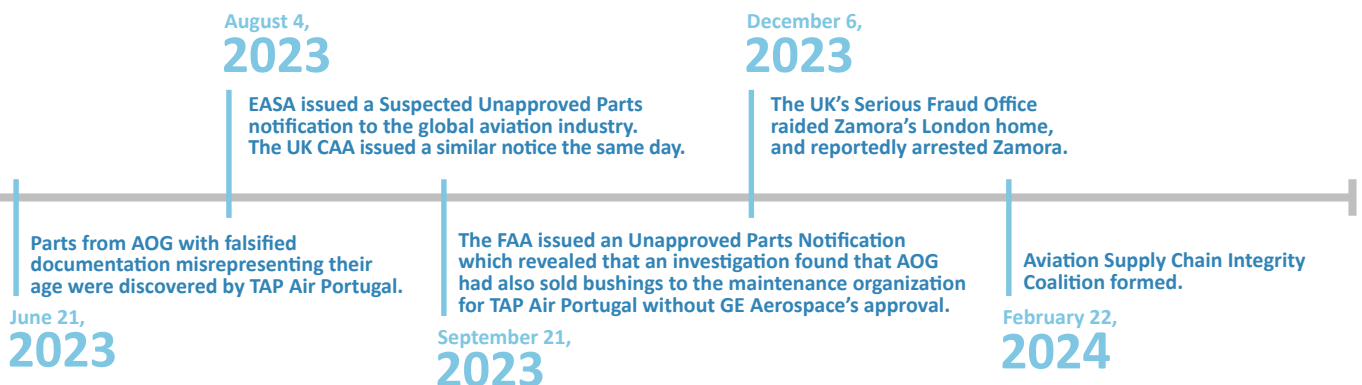 June 21,
2023
Parts from AOG with falsified
documentation misrepresenting their
age were discovered by TAP Air Portugal.
August 4,
2023
EASA issued a Suspected Unapproved Parts
notification to the global aviation industry.
The UK CAA issued a similar notice the same day.
September 21,
2023
The FAA issued an Unapproved Parts Notification
which revealed that an investigation found that AOG
had also sold bushings to the maintenance organization
for TAP Air Portugal without GE Aerospace’s approval.
December 6,
2023
The UK’s Serious Fraud Office
raided Zamora’s London home,
and reportedly arrested Zamora.
February 22,
2024
Aviation Supply Chain Integrity
Coalition formed.